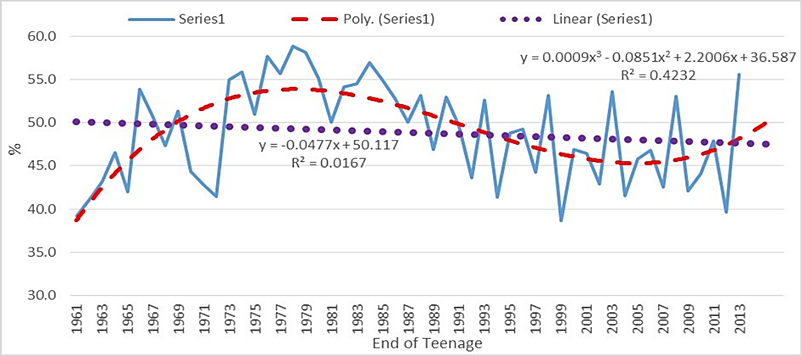 Series1 Poly. (Series1) Linear (Series1)
60.0
55.0
50.0
45.0
40.0
35.0
30.0
%
y = 0.0009x³ - 0.0851x² + 2.2006x + 36.587
R² = 0.4232
y = -0.0477x + 50.117
R² = 0.0167
1961 1963 1965 1967 1969 1971 1973 1975 1977 1979 1981 1983 1985 1987 1989 1991 1993 1995 1997 1999 2001 2003 2005 2007 2009 2011 2013
End of Teenage